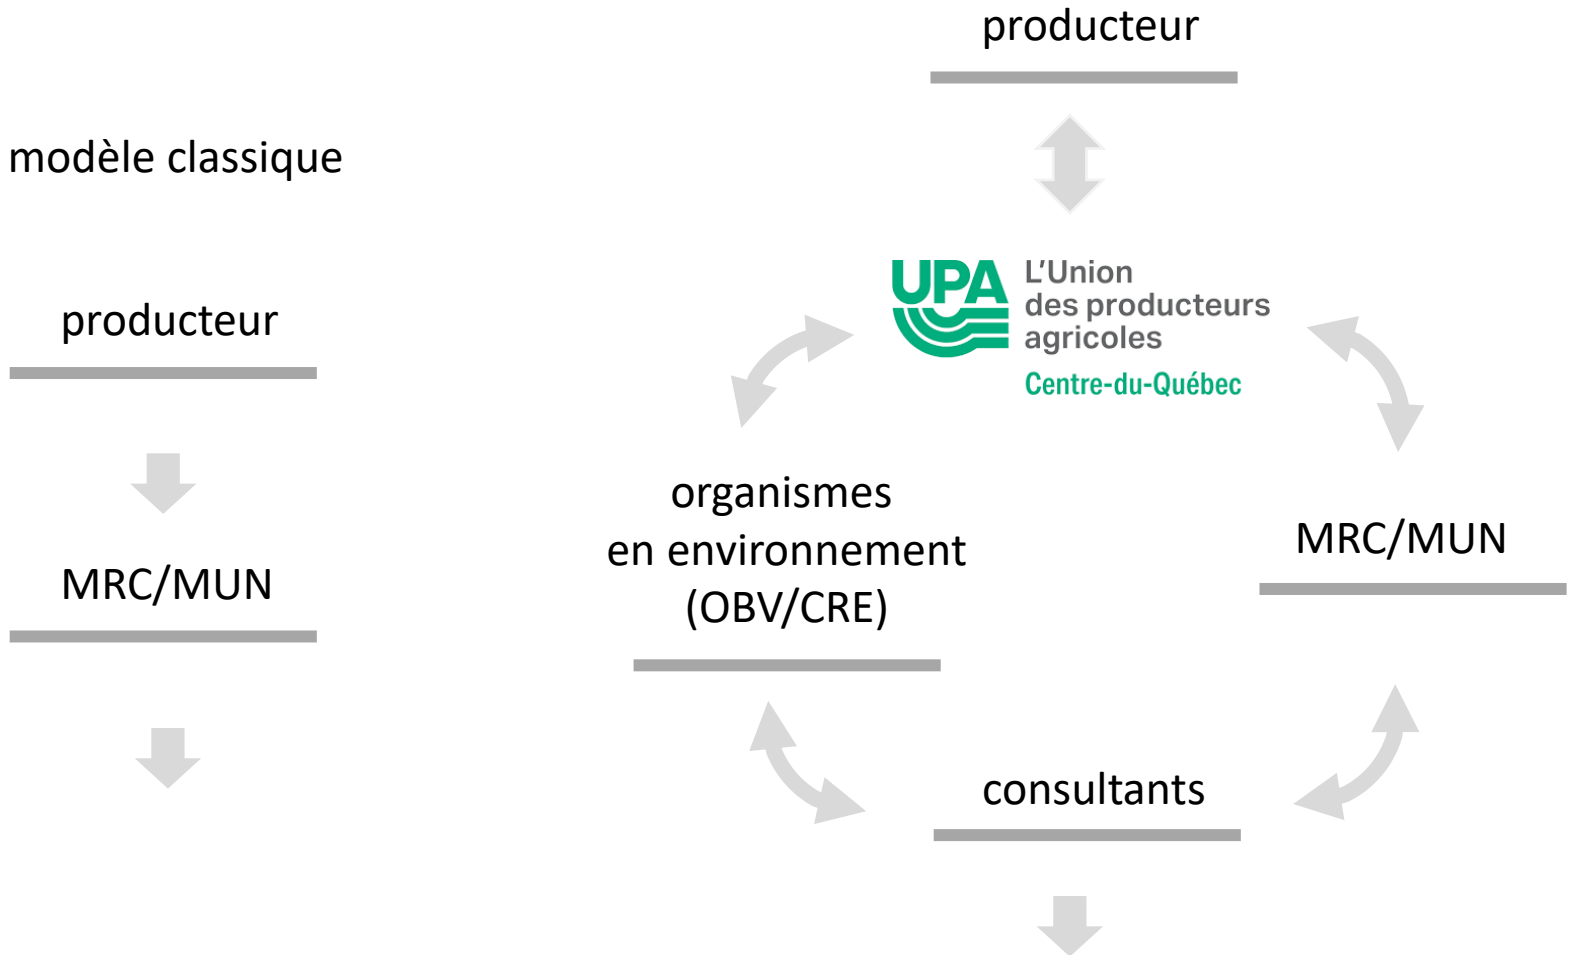 modèle classique
producteur
MRC/MUN
producteur
UPA
L'Union
des producteurs
agricoles
Centre-du-Québec
organismes
en environnement
(OBV/CRE)
MRC/MUN
consultants